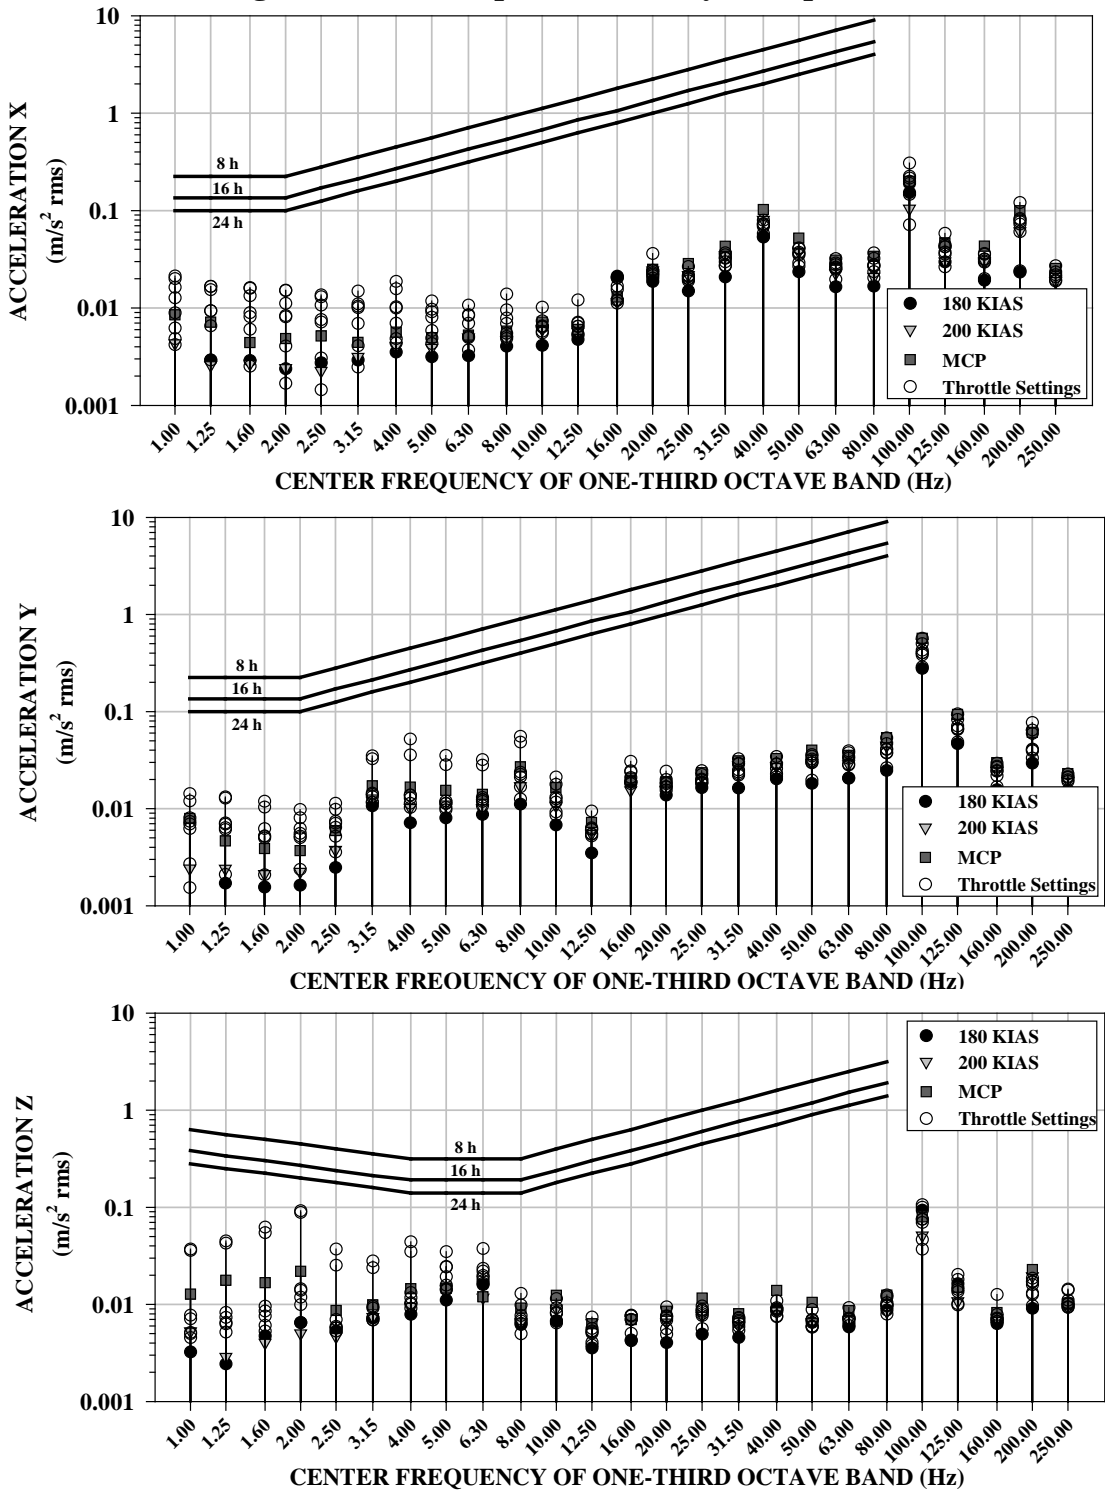 10
1
0.1
0.01
0.001
ACCELERATION X
(m/s² rms)
8 h
16 h
24 h
180 KIAS
200 KIAS
MCP
Throttle Settings
1.00 1.25 1.60 2.00 2.50 3.15 4.00 5.00 6.30 8.00 10.00 12.50 16.00 20.00 25.00 31.50 40.00 50.00 63.00 80.00 100.00 125.00 160.00 200.00 250.00
CENTER FREQUENCY OF ONE-THIRD OCTAVE BAND (Hz)
10
1
0.1
0.01
0.001
ACCELERATION Y
(m/s² rms)
8 h
16 h
24 h
180 KIAS
200 KIAS
MCP
Throttle Settings
1.00 1.25 1.60 2.00 2.50 3.15 4.00 5.00 6.30 8.00 10.00 12.50 16.00 20.00 25.00 31.50 40.00 50.00 63.00 80.00 100.00 125.00 160.00 200.00 250.00
CENTER FREQUENCY OF ONE-THIRD OCTAVE BAND (Hz)
10
1
0.1
0.01
0.001
ACCELERATION Z
(m/s² rms)
8 h
16 h
24 h
180 KIAS
200 KIAS
MCP
Throttle Settings
1.00 1.25 1.60 2.00 2.50 3.15 4.00 5.00 6.30 8.00 10.00 12.50 16.00 20.00 25.00 31.50 40.00 50.00 63.00 80.00 100.00 125.00 160.00 200.00 250.00
CENTER FREQUENCY OF ONE-THIRD OCTAVE BAND (Hz)